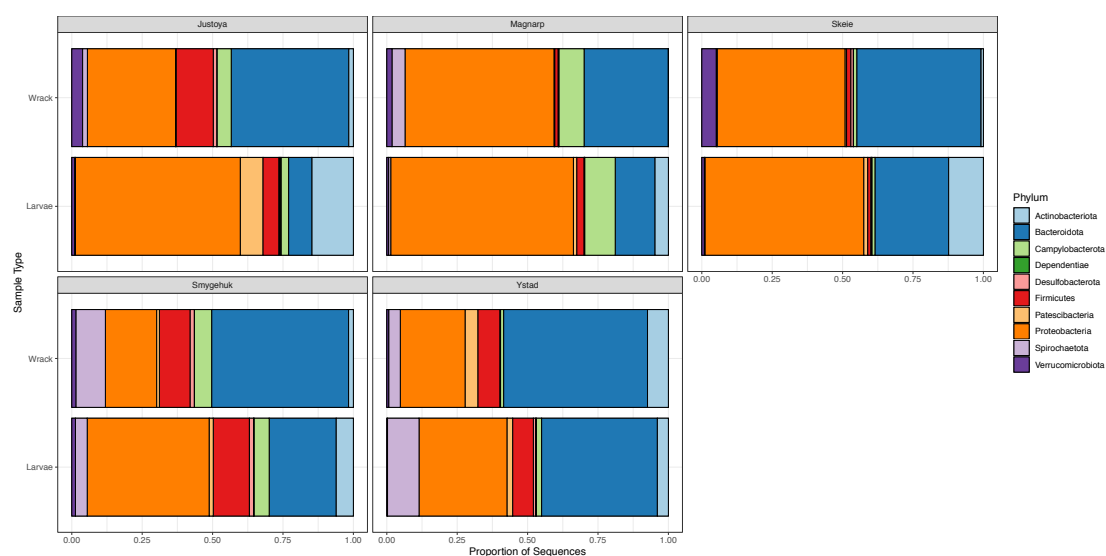 Justoya
Magnarp
Skeie
Wrack
Larvae
0.00 0.25 0.50 0.75 1.00
Smygehuk
Ystad
Wrack
Larvae
0.00 0.25 0.50 0.75 1.00
0.00 0.25 0.50 0.75 1.00
Sample Type
Proportion of Sequences
Phylum
Actinobacteriota
Bacteroidota
Campylobacterota
Dependentiae
Desulfobacterota
Firmicutes
Patescibacteria
Proteobacteria
Spirochaetota
Verrucomicrobiota